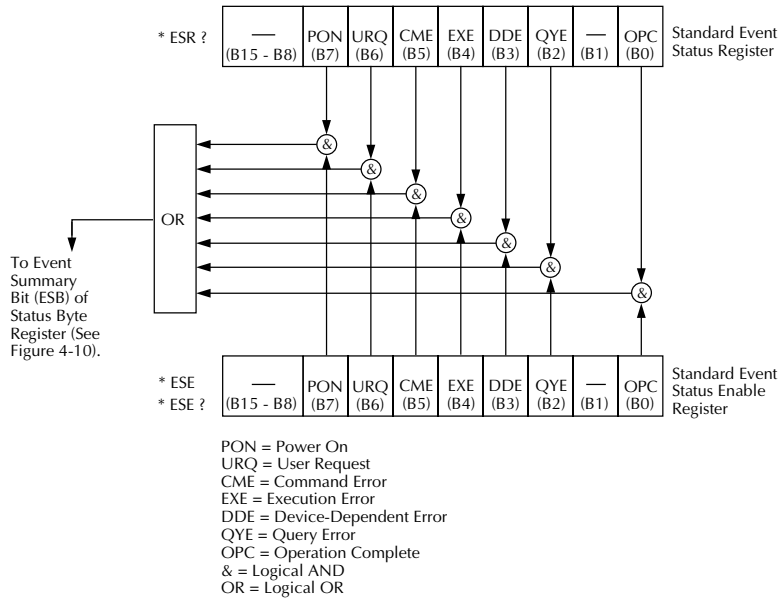 * ESR ?
— PON URQ CME EXE DDE QYE — OPC
(B15 - B8) (B7) (B6) (B5) (B4) (B3) (B2) (B1) (B0)
Standard Event
Status Register
&
&
&
&
&
&
&
OR
To Event
Summary
Bit (ESB) of
Status Byte
Register (See
Figure 4-10).
* ESE
* ESE ?
— PON URQ CME EXE DDE QYE — OPC
(B15 - B8) (B7) (B6) (B5) (B4) (B3) (B2) (B1) (B0)
Standard Event
Status Enable
Register
PON = Power On
URQ = User Request
CME = Command Error
EXE = Execution Error
DDE = Device-Dependent Error
QYE = Query Error
OPC = Operation Complete
& = Logical AND
OR = Logical OR